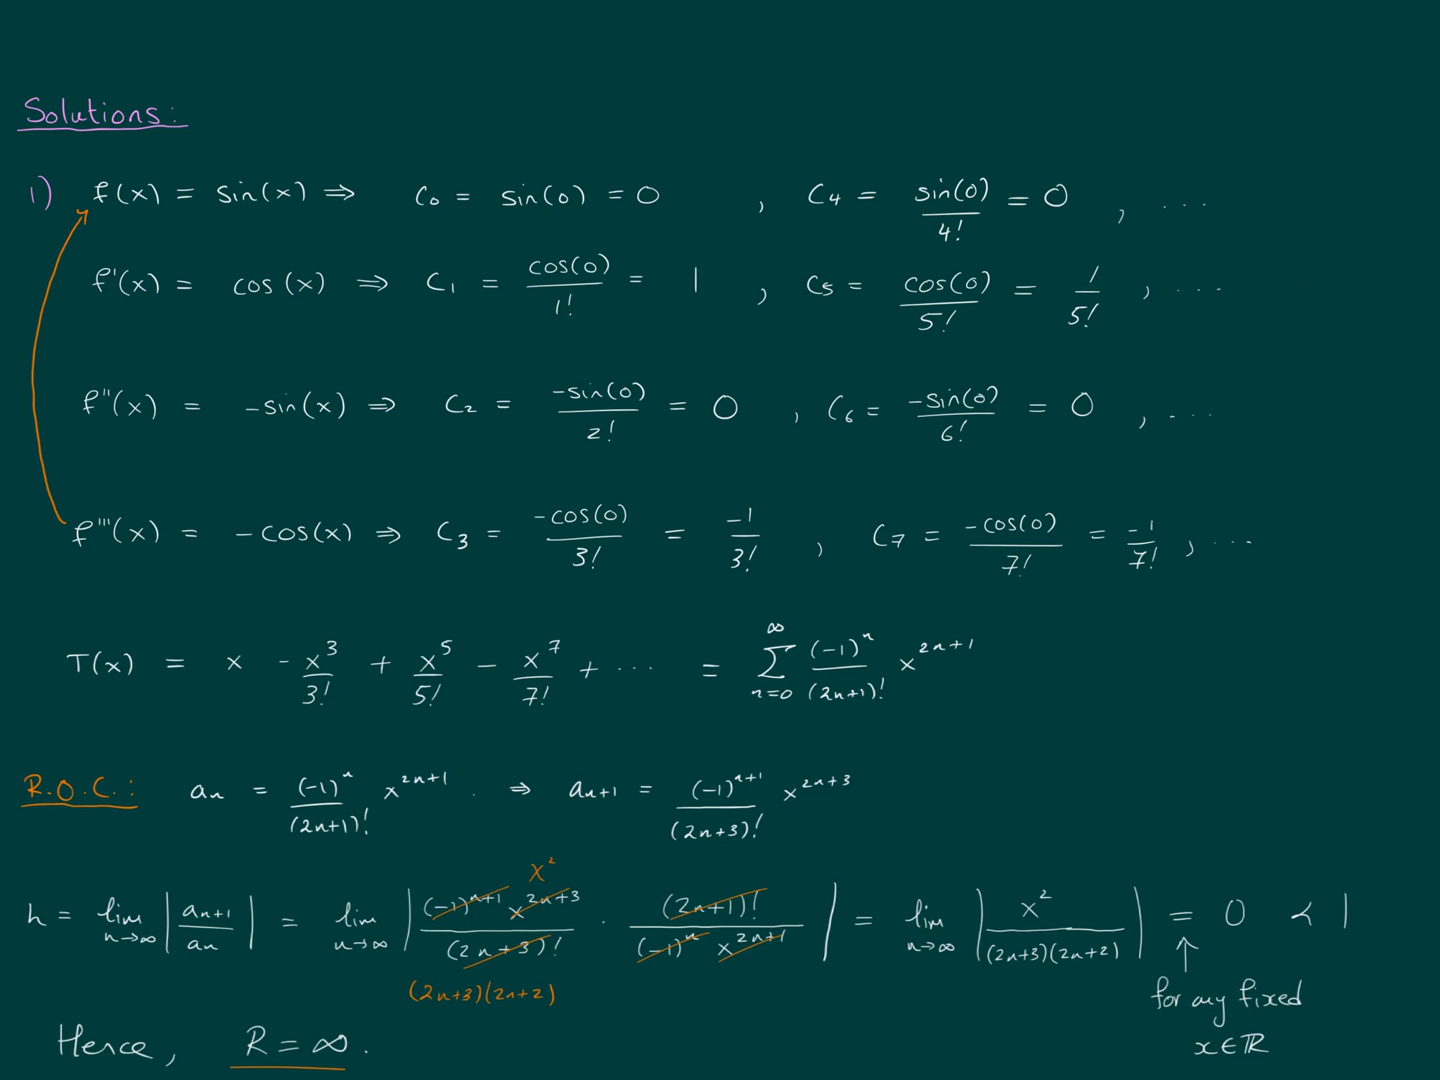 Solutions:
1) f(x) = sin(x) ⇒ C₀ = sin(0) = 0 , C₄ = sin(0)/4! = 0 , ...
f'(x) = cos(x) ⇒ C₁ = cos(0)/1! = 1 , C₅ = cos(0)/5! = 1/5! , ...
f''(x) = -sin(x) ⇒ C₂ = -sin(0)/2! = 0 , C₆ = -sin(0)/6! = 0 , ...
f'''(x) = -cos(x) ⇒ C₃ = -cos(0)/3! = -1/3! , C₇ = -cos(0)/7! = -1/7! , ...
T(x) = x - x³/3! + x⁵/5! - x⁷/7! + ... = ∑_{n=0}^{∞} (-1)ⁿ/(2n+1)! x^{2n+1}
R.O.C.: aₙ = (-1)ⁿ/(2n+1)! x^{2n+1} . ⇒ aₙ₊₁ = (-1)^{n+1}/(2n+3)! x^{2n+3}
x²
h = lim_{n→∞} |aₙ₊₁/aₙ| = lim_{n→∞} |(-1)^{n+1} x^{2n+3}/(2n+3)! · (2n+1)!/(-1)ⁿ x^{2n+1}| = lim_{n→∞} |x²/(2n+3)(2n+2)| = 0 < 1
(2n+3)(2n+2)
↑
for any fixed
x∈ℝ
Hence, R = ∞.